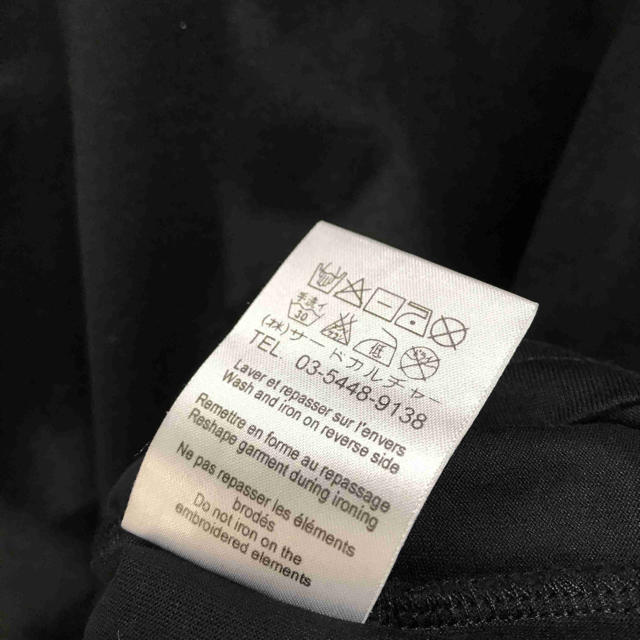 手洗イ
30
(株)サードカルチャー
TEL. 03-5448-9138
Laver et repasser sur l'envers
Wash and iron on reverse side
Remettre en forme au repassage
Reshape garment during ironing
Ne pas repasser les éléments
brodés
Do not iron on the
embroidered elements